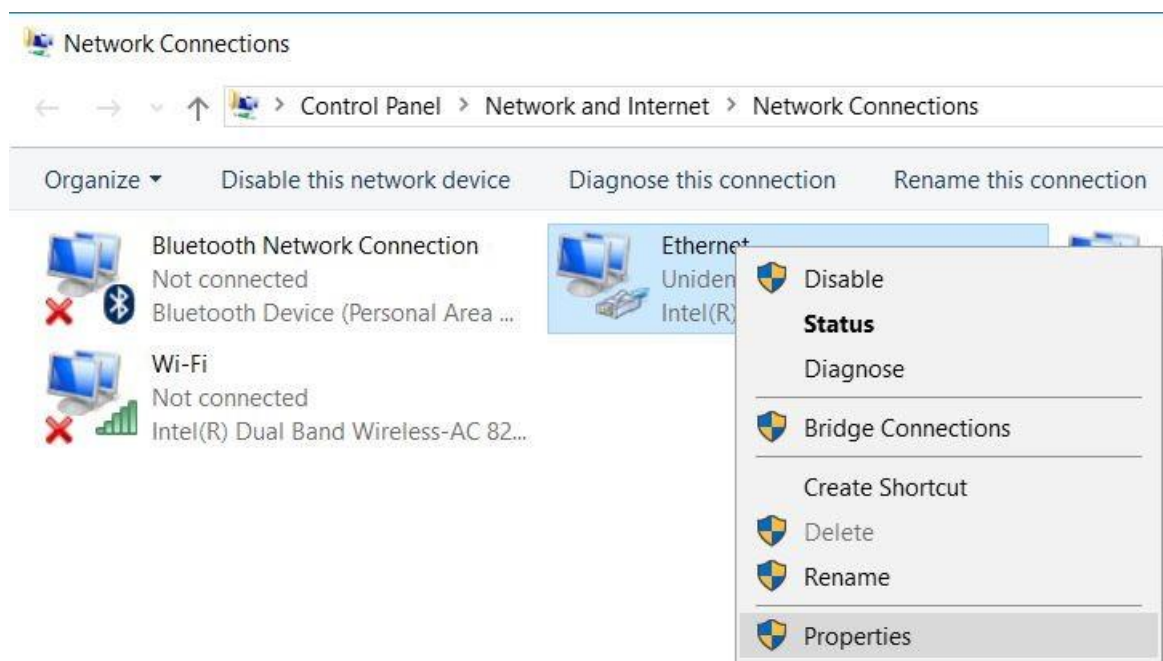 Network Connections
Control Panel > Network and Internet > Network Connections
Organize Disable this network device Diagnose this connection Rename this connection
Bluetooth Network Connection
Not connected
Bluetooth Device (Personal Area ...
Ethernet
Uniden
Intel(R)
Wi-Fi
Not connected
Intel(R) Dual Band Wireless-AC 82...
Disable
Status
Diagnose
Bridge Connections
Create Shortcut
Delete
Rename
Properties